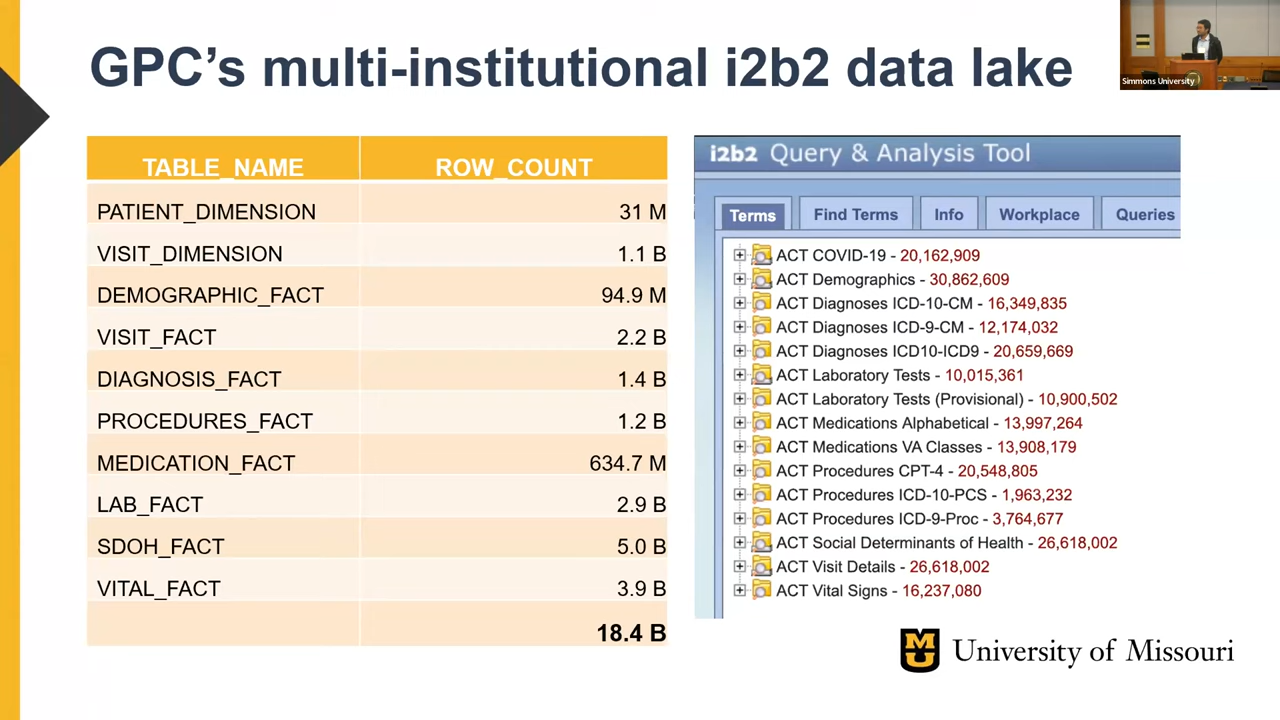 GPC’s multi-institutional i2b2 data lake
Simmons University
TABLE_NAME ROW_COUNT
PATIENT_DIMENSION 31 M
VISIT_DIMENSION 1.1 B
DEMOGRAPHIC_FACT 94.9 M
VISIT_FACT 2.2 B
DIAGNOSIS_FACT 1.4 B
PROCEDURES_FACT 1.2 B
MEDICATION_FACT 634.7 M
LAB_FACT 2.9 B
SDOH_FACT 5.0 B
VITAL_FACT 3.9 B
18.4 B
i2b2 Query & Analysis Tool
Terms Find Terms Info Workplace Queries
ACT COVID-19 - 20,162,909
ACT Demographics - 30,862,609
ACT Diagnoses ICD-10-CM - 16,349,835
ACT Diagnoses ICD-9-CM - 12,174,032
ACT Diagnoses ICD10-ICD9 - 20,659,669
ACT Laboratory Tests - 10,015,361
ACT Laboratory Tests (Provisional) - 10,900,502
ACT Medications Alphabetical - 13,997,264
ACT Medications VA Classes - 13,908,179
ACT Procedures CPT-4 - 20,548,805
ACT Procedures ICD-10-PCS - 1,963,232
ACT Procedures ICD-9-Proc - 3,764,677
ACT Social Determinants of Health - 26,618,002
ACT Visit Details - 26,618,002
ACT Vital Signs - 16,237,080
MU University of Missouri